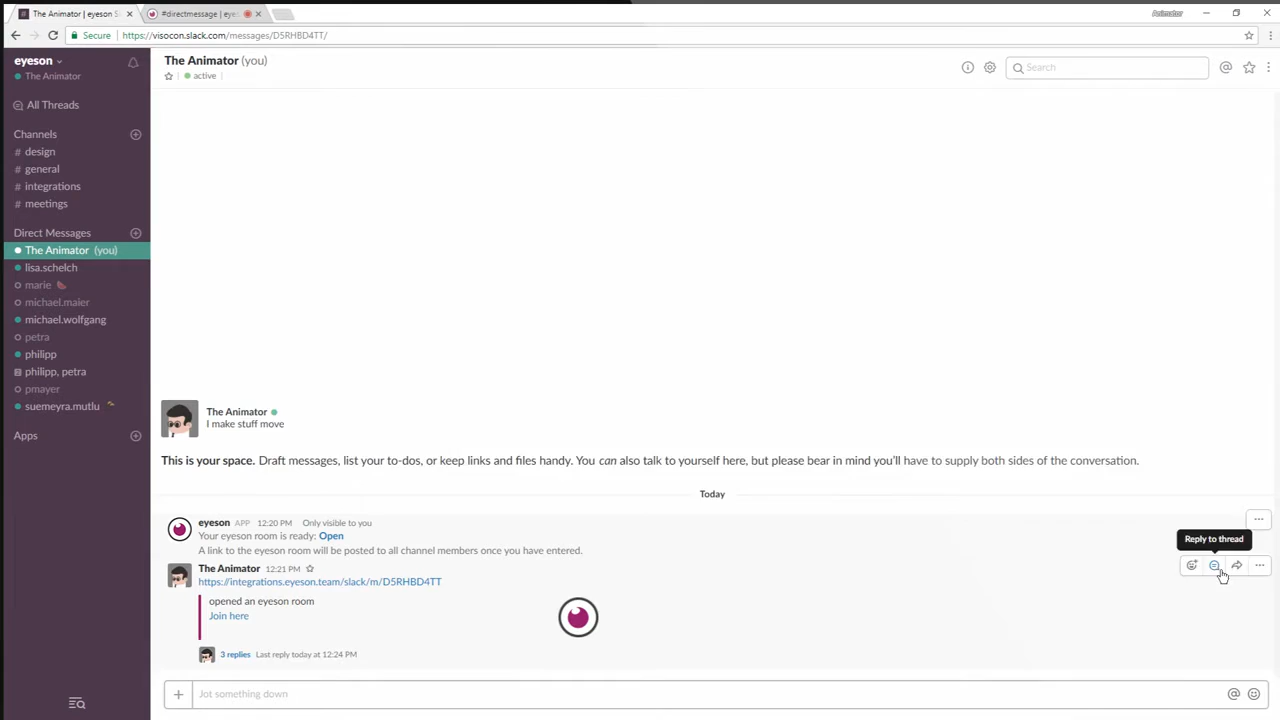 The Animator | eyeson S
#directmessage | eyes
Animator
Secure
https://visocon.slack.com/messages/D5RHBD4TT/
eyeson
The Animator
All Threads
Channels
# design
# general
# integrations
# meetings
Direct Messages
The Animator (you)
lisa.schelch
marie
michael.maier
michael.wolfgang
petra
philipp
philipp, petra
pmayer
suemeyra.mutlu
Apps
The Animator (you)
active
Search
The Animator
I make stuff move
This is your space. Draft messages, list your to-dos, or keep links and files handy. You can also talk to yourself here, but please bear in mind you'll have to supply both sides of the conversation.
Today
eyeson APP 12:20 PM Only visible to you
Your eyeson room is ready: Open
A link to the eyeson room will be posted to all channel members once you have entered.
Reply to thread
The Animator 12:21 PM
https://integrations.eyeson.team/slack/m/D5RHBD4TT
opened an eyeson room
Join here
3 replies Last reply today at 12:24 PM
Jot something down